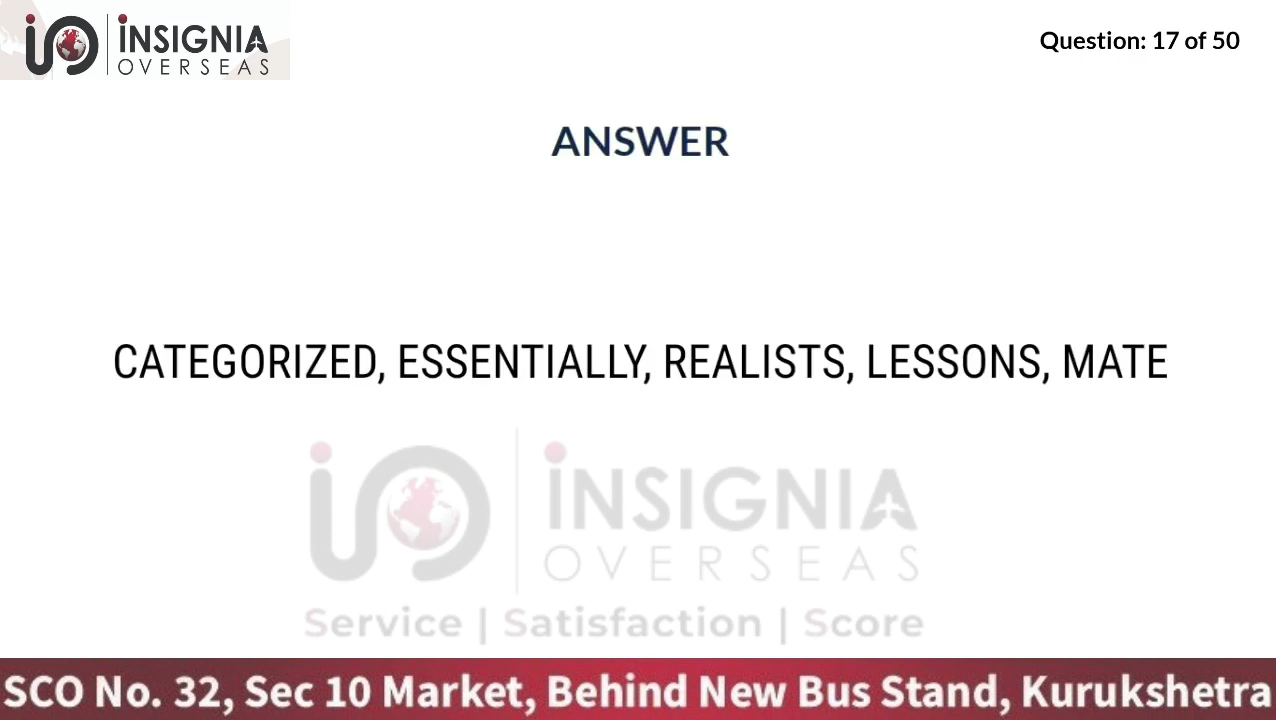 INSIGNIA
OVERSEAS
Question: 17 of 50
ANSWER
CATEGORIZED, ESSENTIALLY, REALISTS, LESSONS, MATE
INSIGNIA
OVERSEAS
Service | Satisfaction | Score
SCO No. 32, Sec 10 Market, Behind New Bus Stand, Kurukshetra